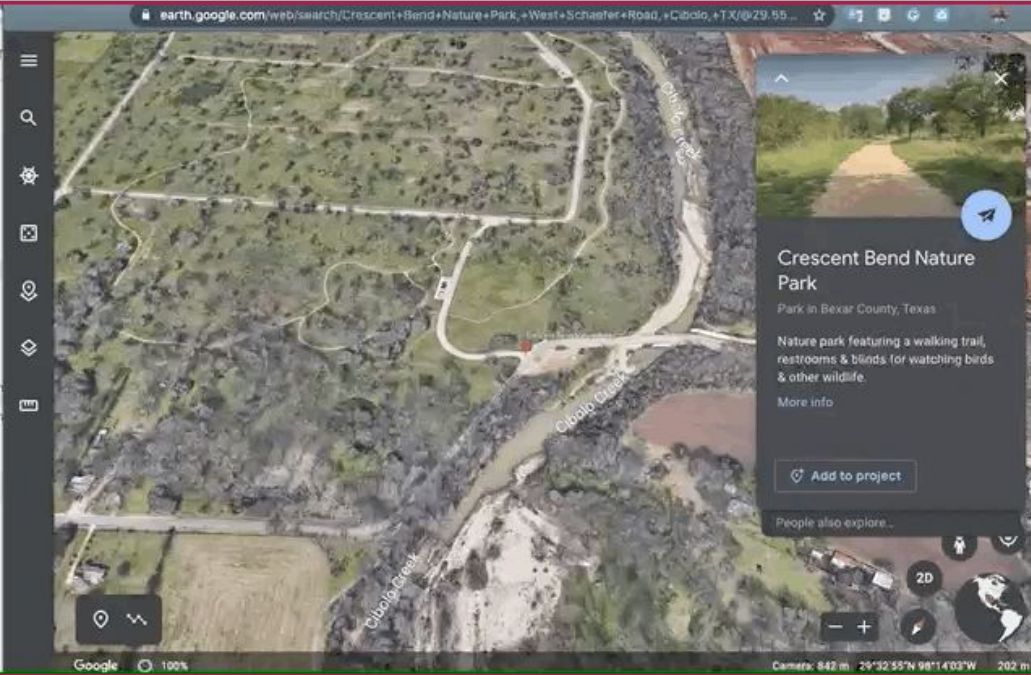 earth.google.com/web/search/Crescent+Bend+Nature+Park,+West+Schaefer+Road,+Cibolo,+TX/@29.55...
Cibolo Creek
Crescent Bend Nature
Park
Park in Bexar County, Texas
Nature park featuring a walking trail,
restrooms & blinds for watching birds
& other wildlife.
More info
Cibolo Creek
Add to project
People also explore...
Cibolo Creek
2D
Google
100%
Camera: 842 m 29°32'55"N 98°14'03"W 202 m